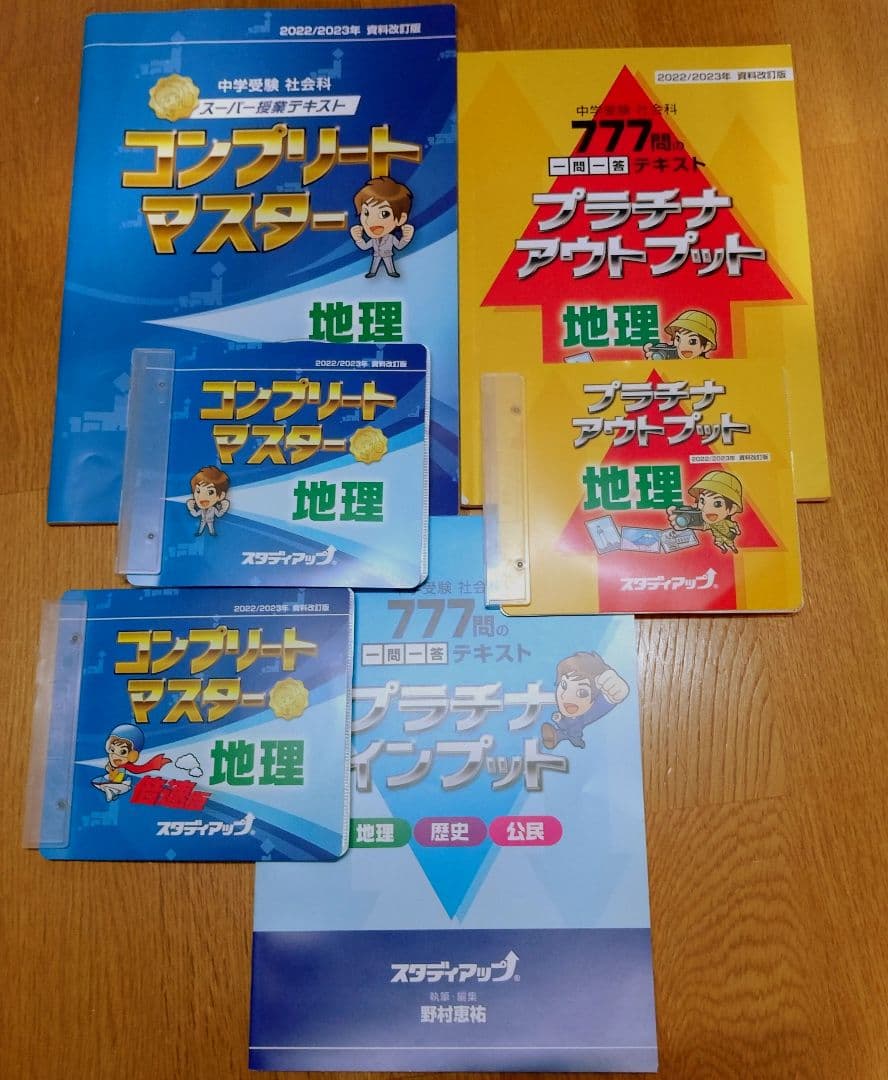 2022/2023年 資料改訂版
中学受験 社会科
スーパー授業テキスト
コンプリート
マスター
地理
2022/2023年 資料改訂版
中学受験 社会科
777問の
一問一答 テキスト
プラチナ
アウトプット
地理
2022/2023年 資料改訂版
コンプリート
マスター
地理
スタディアップ®
プラチナ
アウトプット
2022/2023年 資料改訂版
地理
スタディアップ®
2022/2023年 資料改訂版
コンプリート
マスター
地理
倍速版
スタディアップ®
中学受験 社会
777問の
一問一答 テキスト
プラチナ
インプット
地理 歴史 公民
スタディアップ®
執筆・編集
野村恵祐